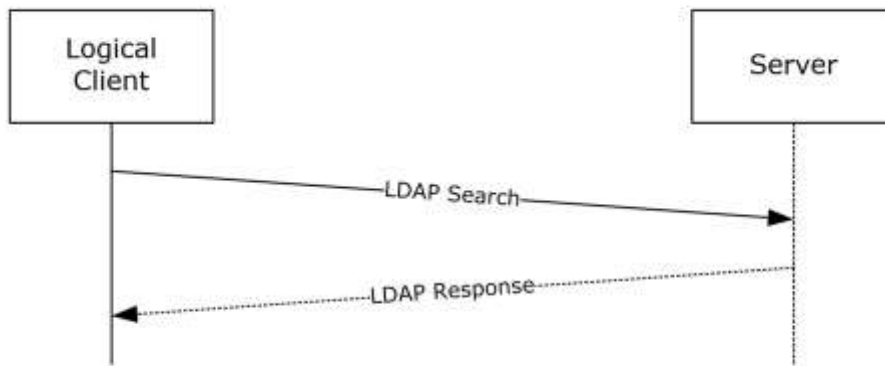 Logical
Client
Server
LDAP Search
LDAP Response